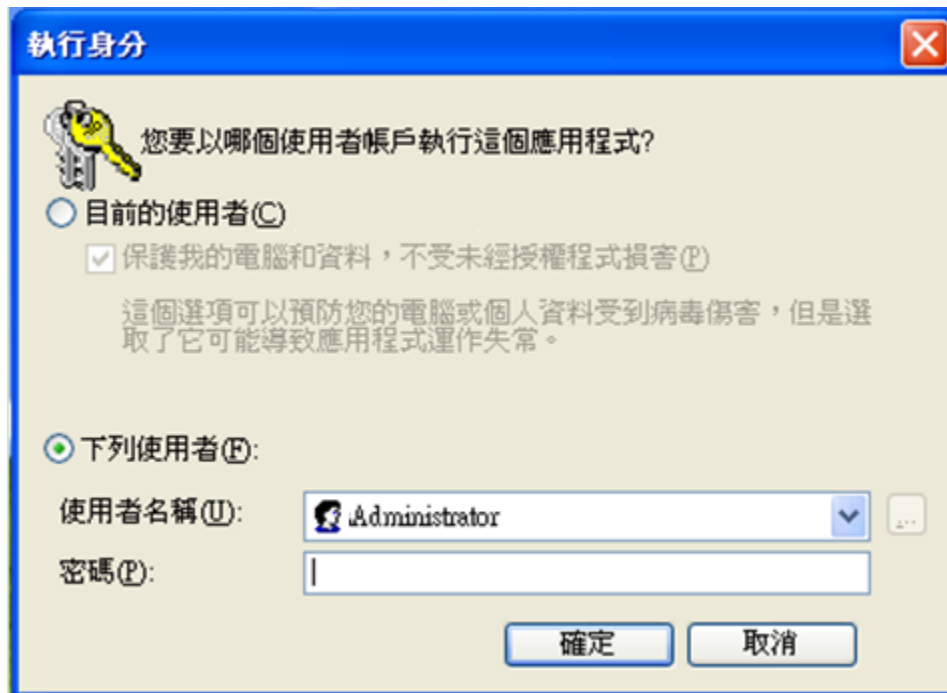 執行身分
您要以哪個使用者帳戶執行這個應用程式?
目前的使用者(C)
保護我的電腦和資料，不受未經授權程式損害(P)
這個選項可以預防您的電腦或個人資料受到病毒傷害，但是選
取了它可能導致應用程式運作失常。
下列使用者(F):
使用者名稱(U):
Administrator
...
密碼(P):
確定
取消